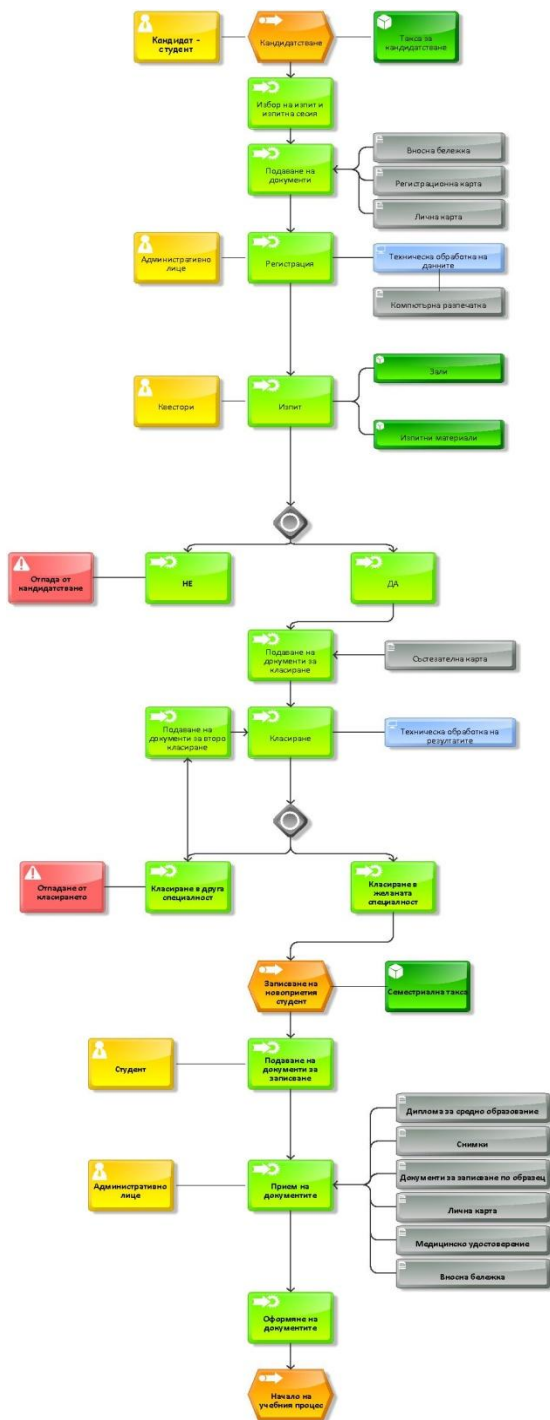 Кандидат -
студент
Кандидатстване
Такса за
кандидатстване
Избор на изпит и
изпитна сесия
Подаване на
документи
Вносна бележка
Регистрационна карта
Лична карта
Административно
лице
Регистрация
Техническа обработка на
данните
Компютърна разпечатка
Квестори
Изпит
Зали
Изпитни материали
Отпада от
кандидатстване
НЕ
ДА
Подаване на
документи за
класиране
Състезателна карта
Подаване на
документи за второ
класиране
Класиране
Техническа обработка на
резултатите
Отпадане от
класирането
Класиране в друга
специалност
Класиране в
желаната
специалност
Записване на
новоприетия
студент
Семестриална такса
Студент
Подаване на
документи за
записване
Диплома за средно образование
Снимки
Административно
лице
Прием на
документите
Документи за записване по образец
Лична карта
Медицинско удостоверение
Вносна бележка
Оформяне на
документите
Начало на
учебния процес